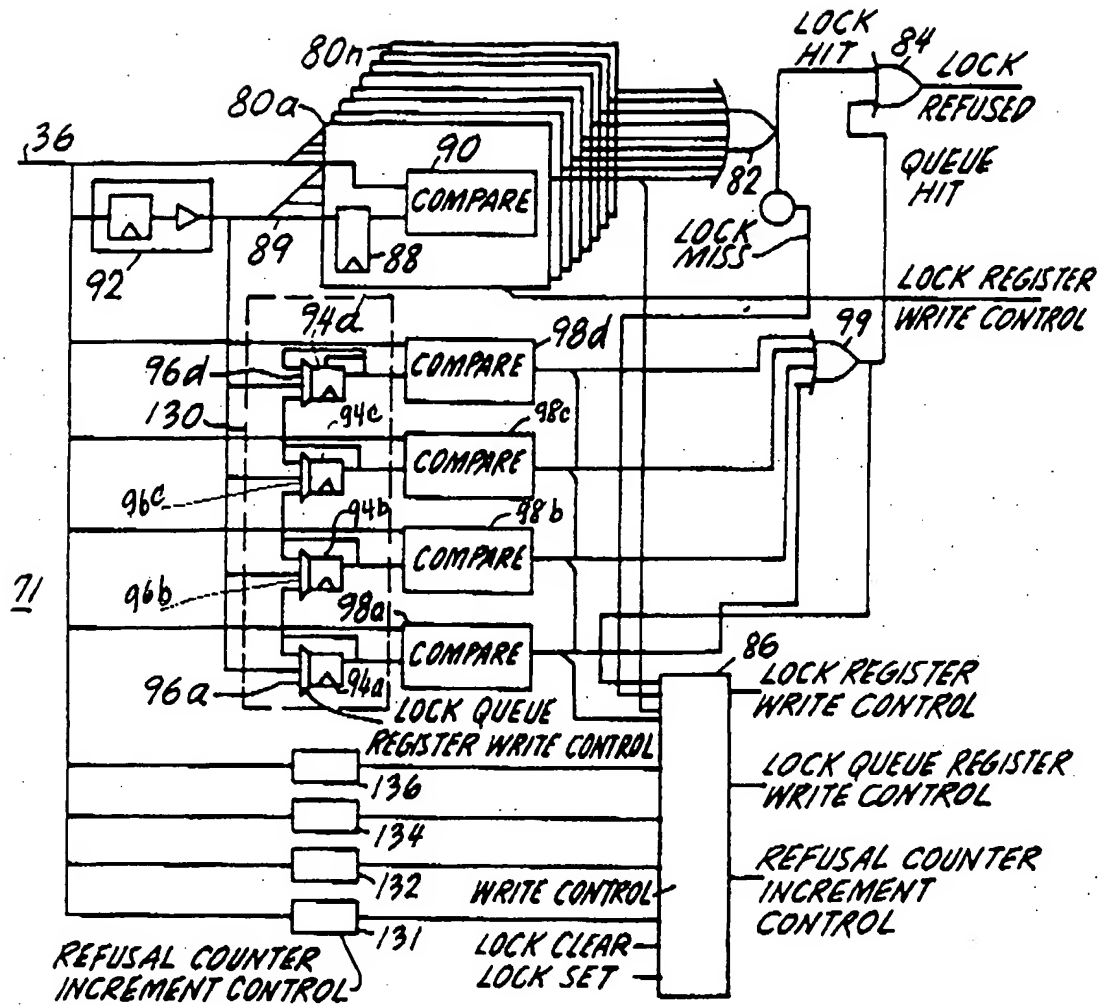 LOCK
HIT
84
LOCK
REFUSED
80n
80a
36
90
COMPARE
82
QUEUE
HIT
92
89
88
LOCK
MISS
LOCK REGISTER
WRITE CONTROL
94d
99
98d
96d
COMPARE
130
94c
98c
COMPARE
96c
94b
98b
71
96b
COMPARE
98a
86
COMPARE
96a
94a
LOCK QUEUE
REGISTER WRITE CONTROL
LOCK REGISTER
WRITE CONTROL
136
LOCK QUEUE REGISTER
WRITE CONTROL
134
132
WRITE CONTROL
REFUSAL COUNTER
INCREMENT
CONTROL
131
LOCK CLEAR
LOCK SET
REFUSAL COUNTER
INCREMENT CONTROL